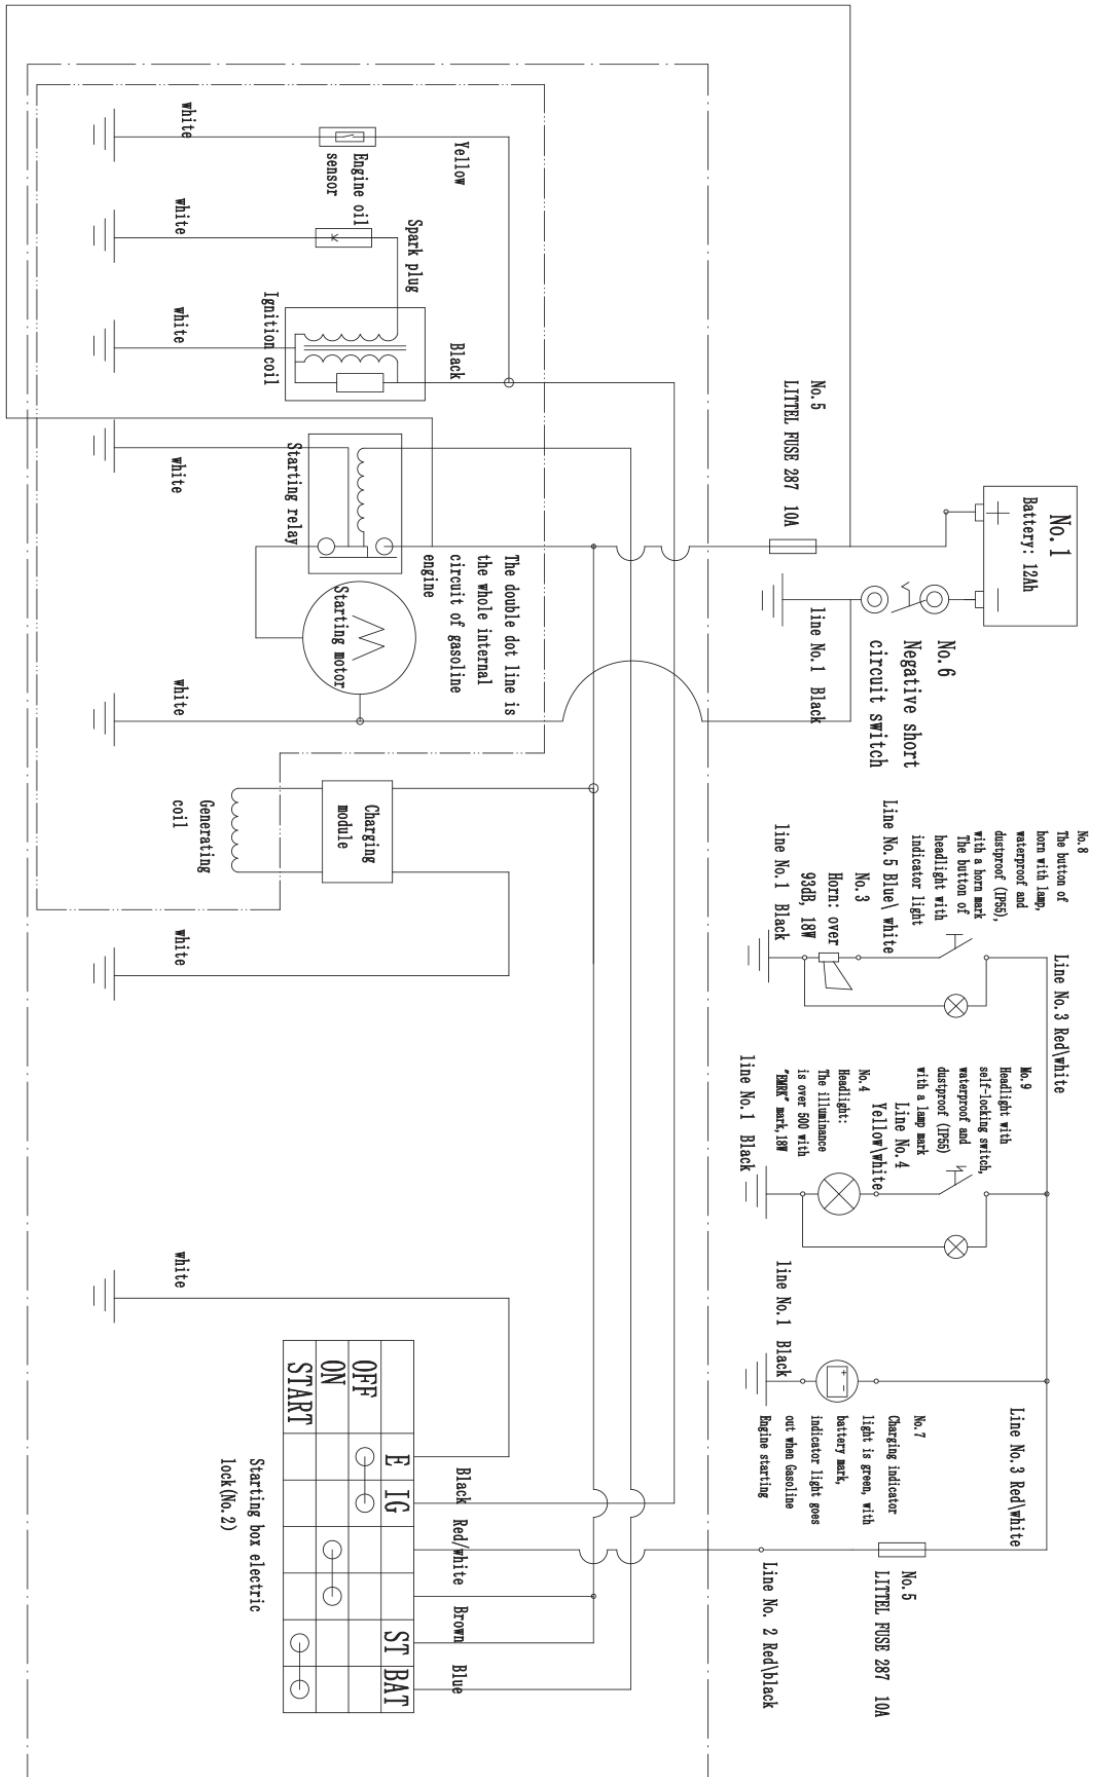 No.1
Battery: 12Ah
+
−
No.6
Negative short
circuit switch
line No.1 Black
No.5
LITTEL FUSE 287 10A
No.8
The button of
horn with lamp,
waterproof and
dustproof (IP55),
with a horn mark
The button of
headlight with
indicator light
Line No.5 Blue\ white
No.3
Horn: over
93dB, 18W
line No.1 Black
Line No.3 Red\white
No.9
Headlight with
self-locking switch,
waterproof and
dustproof (IP55)
with a lamp mark
Line No.4
Yellow\white
No.4
Headlight:
The illuminance
is over 500 with
"EMRK" mark,18W
line No.1 Black
line No.1 Black
No.7
Charging indicator
light is green, with
battery mark,
indicator light goes
out when Gasoline
Engine starting
+ -
Line No.3 Red\white
No.5
LITTEL FUSE 287 10A
Line No. 2 Red\black
Yellow
Engine oil
sensor
white
Spark plug
white
Black
Ignition coil
white
Starting relay
white
The double dot line is
the whole internal
circuit of gasoline
engine
Starting motor
white
Charging
module
Generating
coil
white
white
Black
Red/white
Brown
Blue
E IG ST BAT
OFF
ON
START
Starting box electric
lock(No.2)